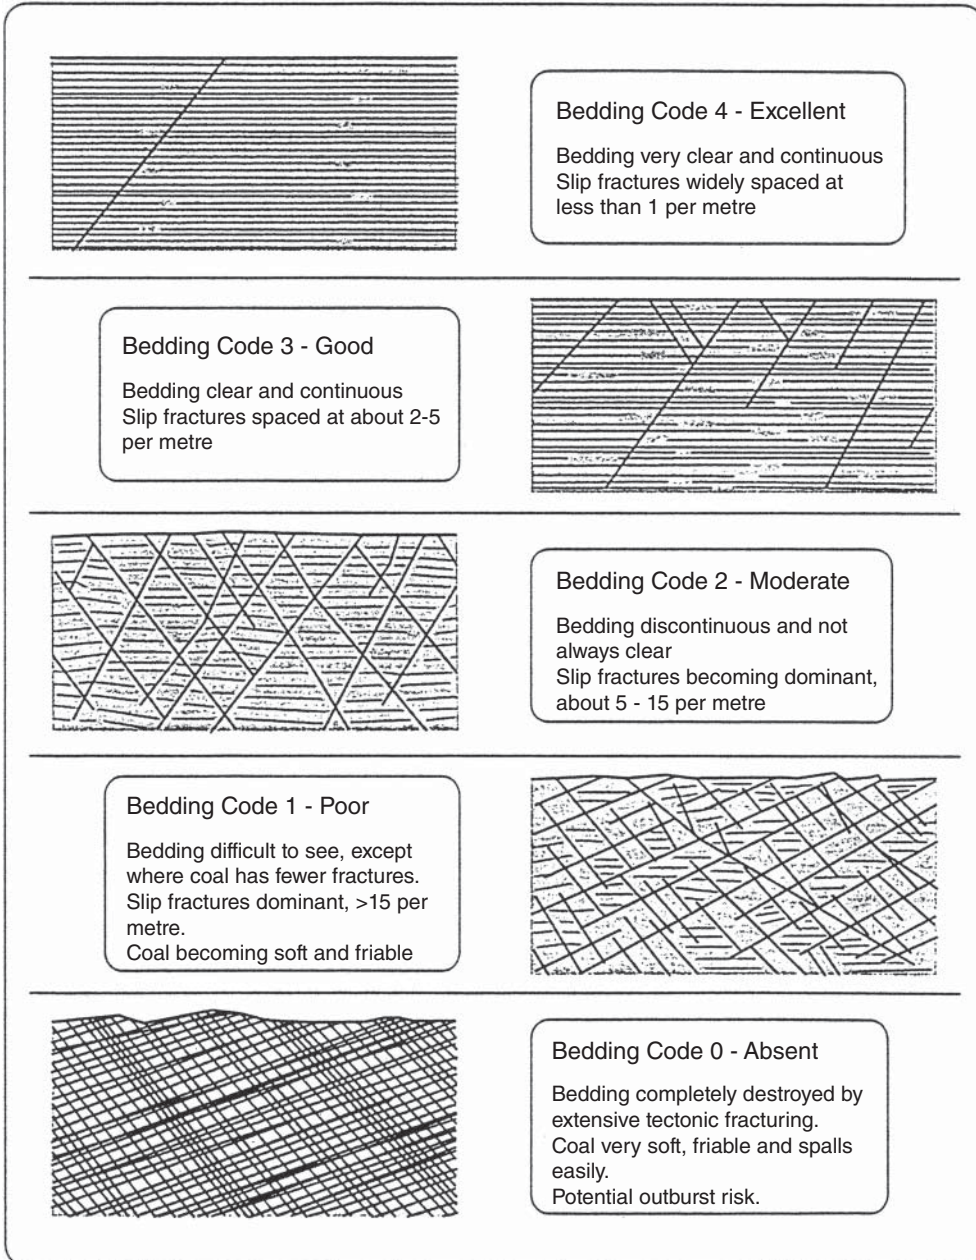 Bedding Code 4 - Excellent
Bedding very clear and continuous
Slip fractures widely spaced at
less than 1 per metre
Bedding Code 3 - Good
Bedding clear and continuous
Slip fractures spaced at about 2-5
per metre
Bedding Code 2 - Moderate
Bedding discontinuous and not
always clear
Slip fractures becoming dominant,
about 5 - 15 per metre
Bedding Code 1 - Poor
Bedding difficult to see, except
where coal has fewer fractures.
Slip fractures dominant, >15 per
metre.
Coal becoming soft and friable
Bedding Code 0 - Absent
Bedding completely destroyed by
extensive tectonic fracturing.
Coal very soft, friable and spalls
easily.
Potential outburst risk.